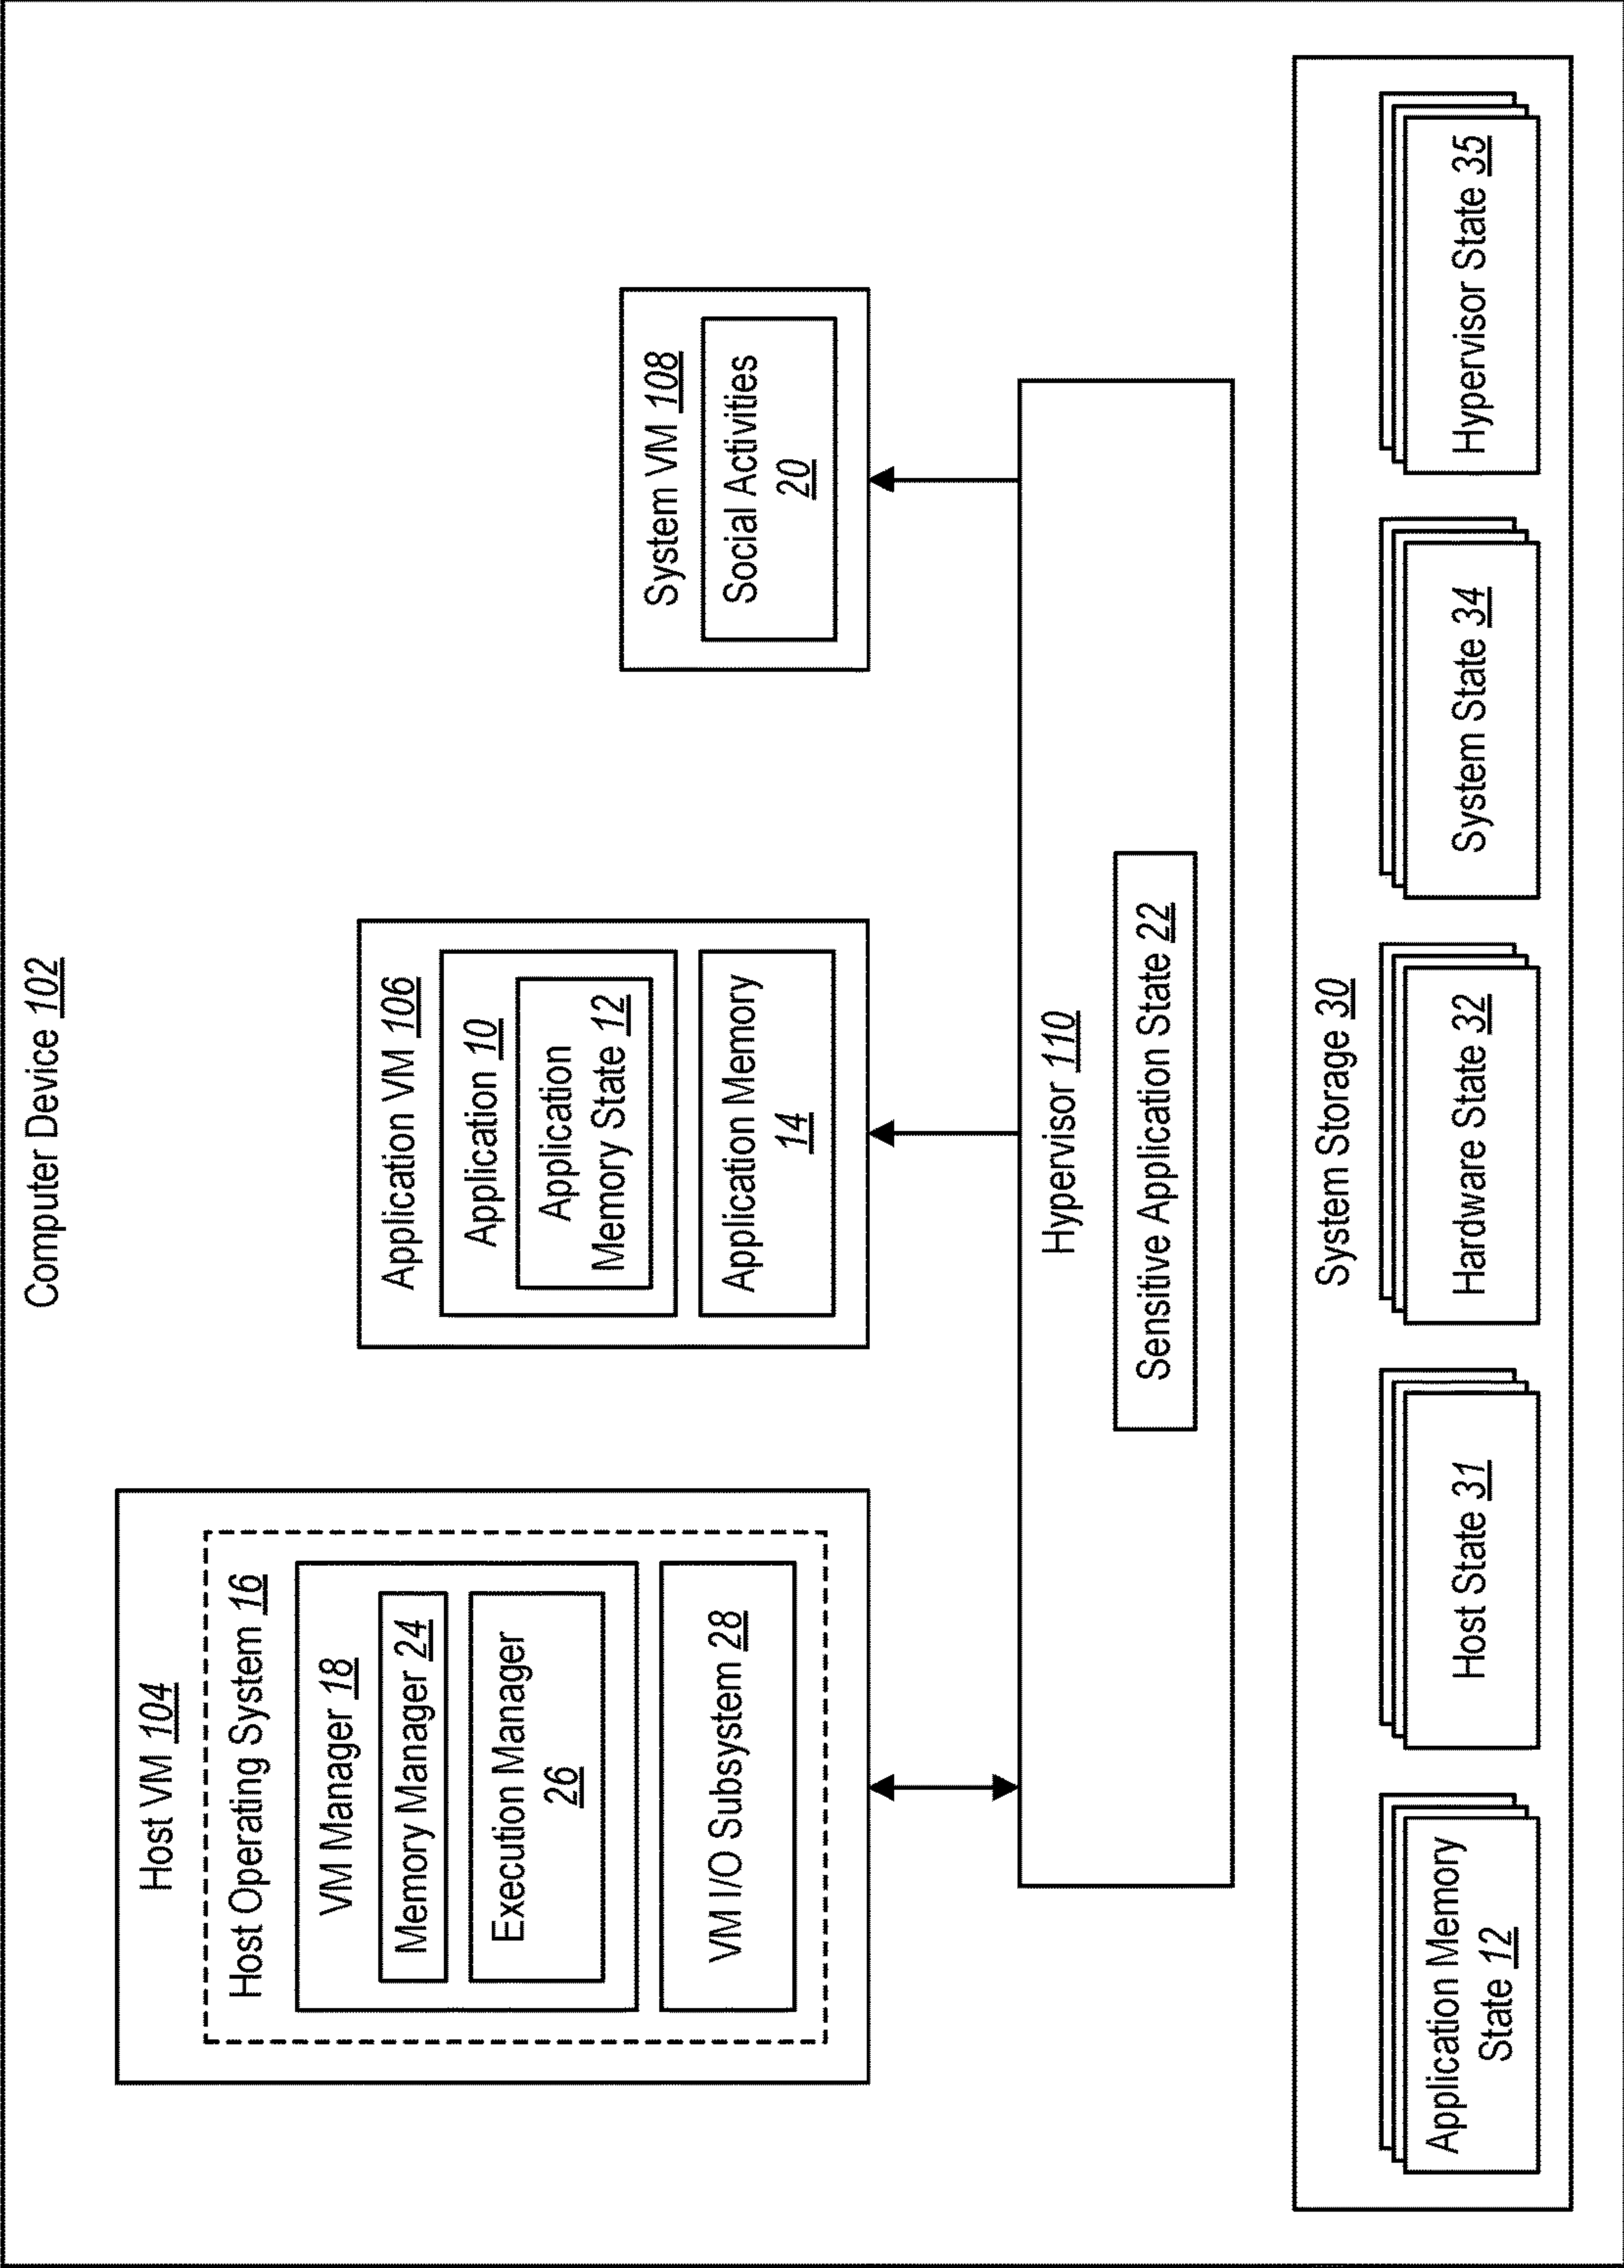 Computer Device 102
Host VM 104
Host Operating System 16
VM Manager 18
Memory Manager 24
Execution Manager
26
VM I/O Subsystem 28
Application VM 106
Application 10
Application
Memory State 12
Application Memory
14
System VM 108
Social Activities
20
Hypervisor 110
Sensitive Application State 22
System Storage 30
Application Memory
State 12
Host State 31
Hardware State 32
System State 34
Hypervisor State 35